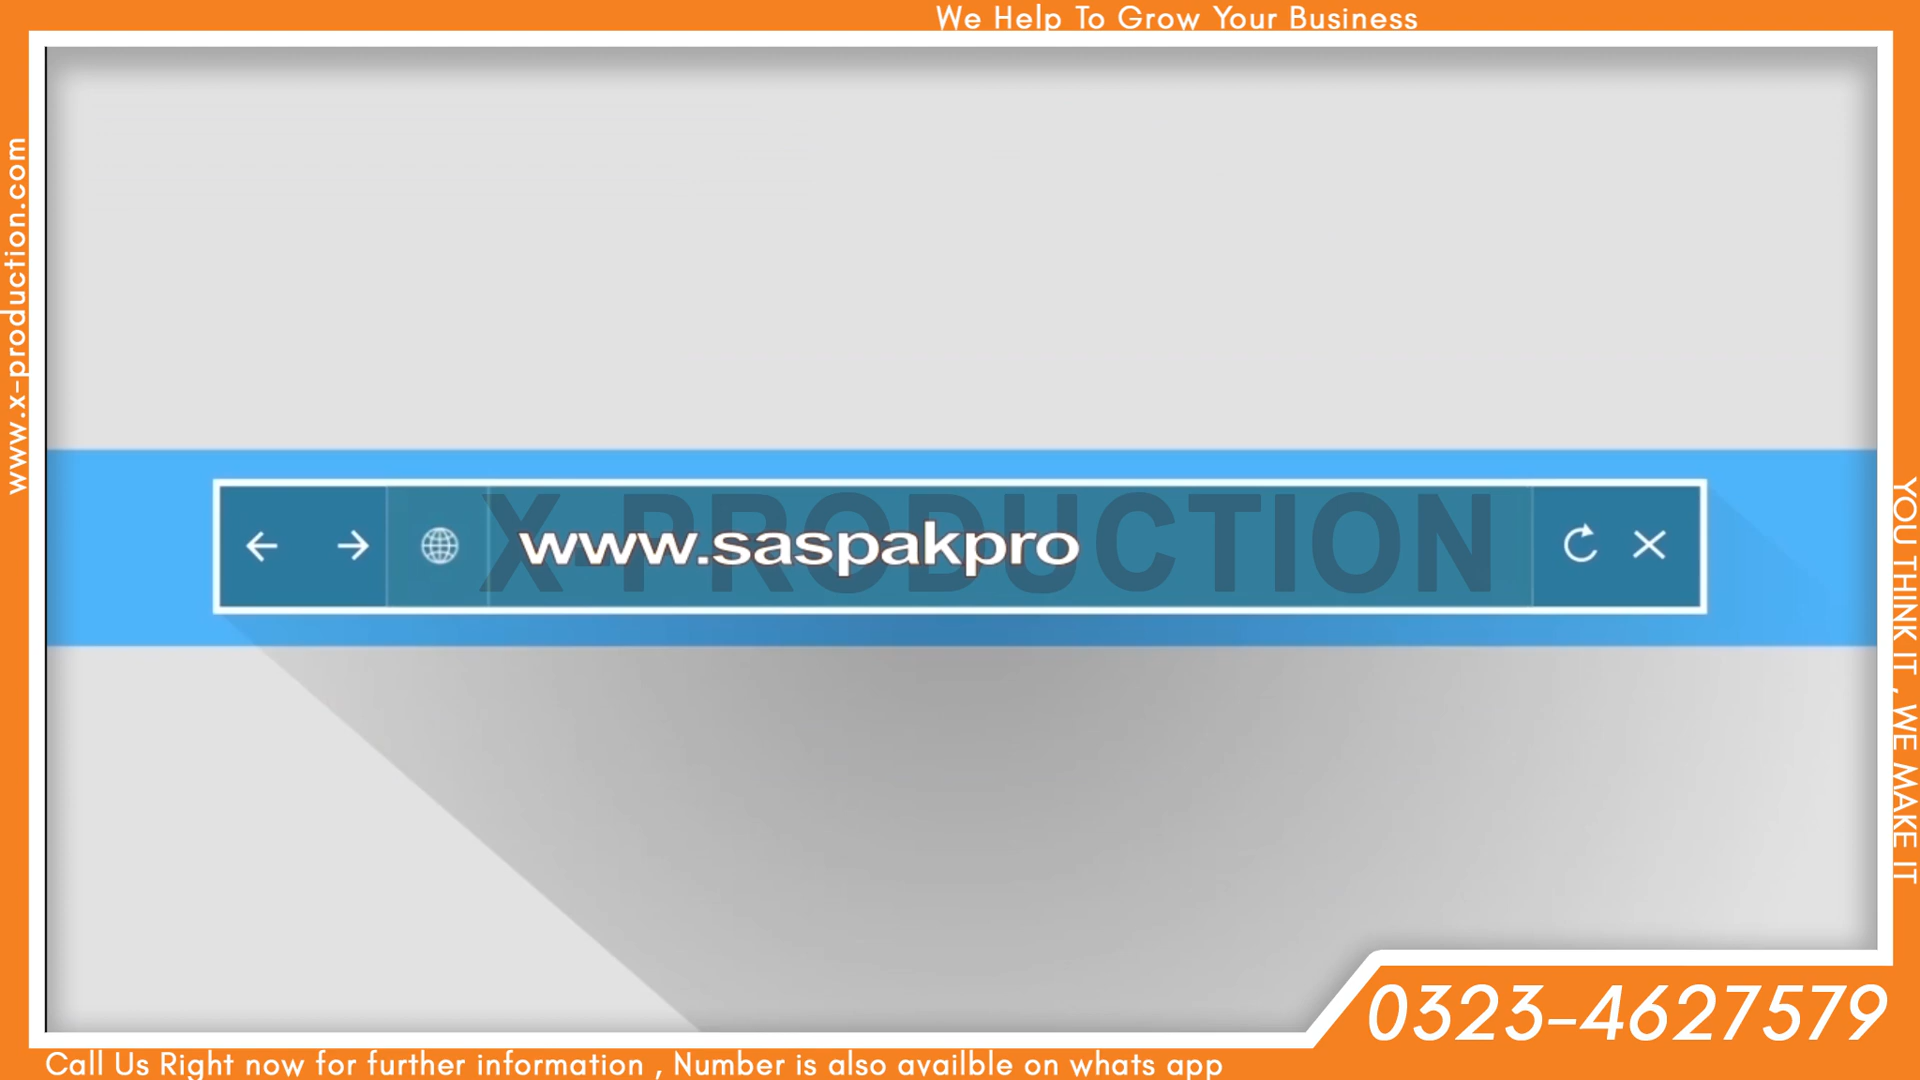 We Help To Grow Your Business
www.x-production.com
X-PRODUCTION
www.saspakpro
YOU THINK IT , WE MAKE IT
0323-4627579
Call Us Right now for further information , Number is also availble on whats app